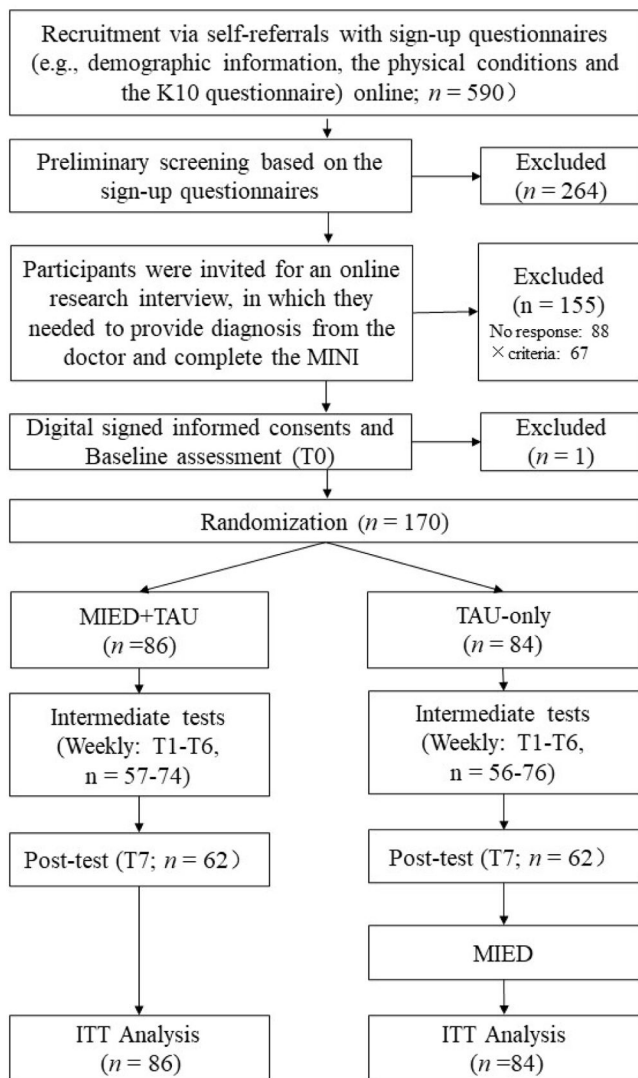 Recruitment via self-referrals with sign-up questionnaires
(e.g., demographic information, the physical conditions and
the K10 questionnaire) online; n = 590）
Preliminary screening based on the
sign-up questionnaires
Excluded
(n = 264)
Participants were invited for an online
research interview, in which they
needed to provide diagnosis from the
doctor and complete the MINI
Excluded
(n = 155)
No response: 88
× criteria: 67
Digital signed informed consents and
Baseline assessment (T0)
Excluded
(n = 1)
Randomization (n = 170)
MIED+TAU
(n =86)
TAU-only
(n = 84)
Intermediate tests
(Weekly: T1-T6,
n = 57-74)
Intermediate tests
(Weekly: T1-T6,
n = 56-76)
Post-test (T7; n = 62）
Post-test (T7; n = 62）
MIED
ITT Analysis
(n = 86)
ITT Analysis
(n =84)